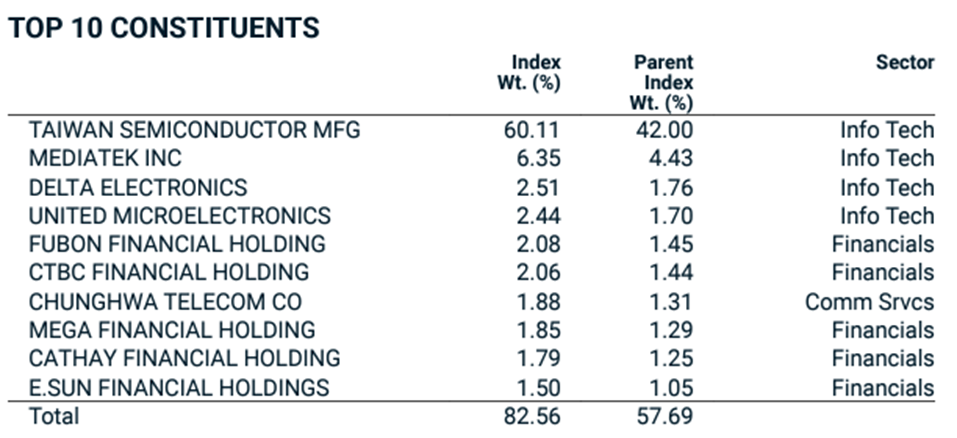 TOP 10 CONSTITUENTS
Index Wt. (%) Parent Index Wt. (%) Sector
TAIWAN SEMICONDUCTOR MFG 60.11 42.00 Info Tech
MEDIATEK INC 6.35 4.43 Info Tech
DELTA ELECTRONICS 2.51 1.76 Info Tech
UNITED MICROELECTRONICS 2.44 1.70 Info Tech
FUBON FINANCIAL HOLDING 2.08 1.45 Financials
CTBC FINANCIAL HOLDING 2.06 1.44 Financials
CHUNGHWA TELECOM CO 1.88 1.31 Comm Srvcs
MEGA FINANCIAL HOLDING 1.85 1.29 Financials
CATHAY FINANCIAL HOLDING 1.79 1.25 Financials
E.SUN FINANCIAL HOLDINGS 1.50 1.05 Financials
Total 82.56 57.69